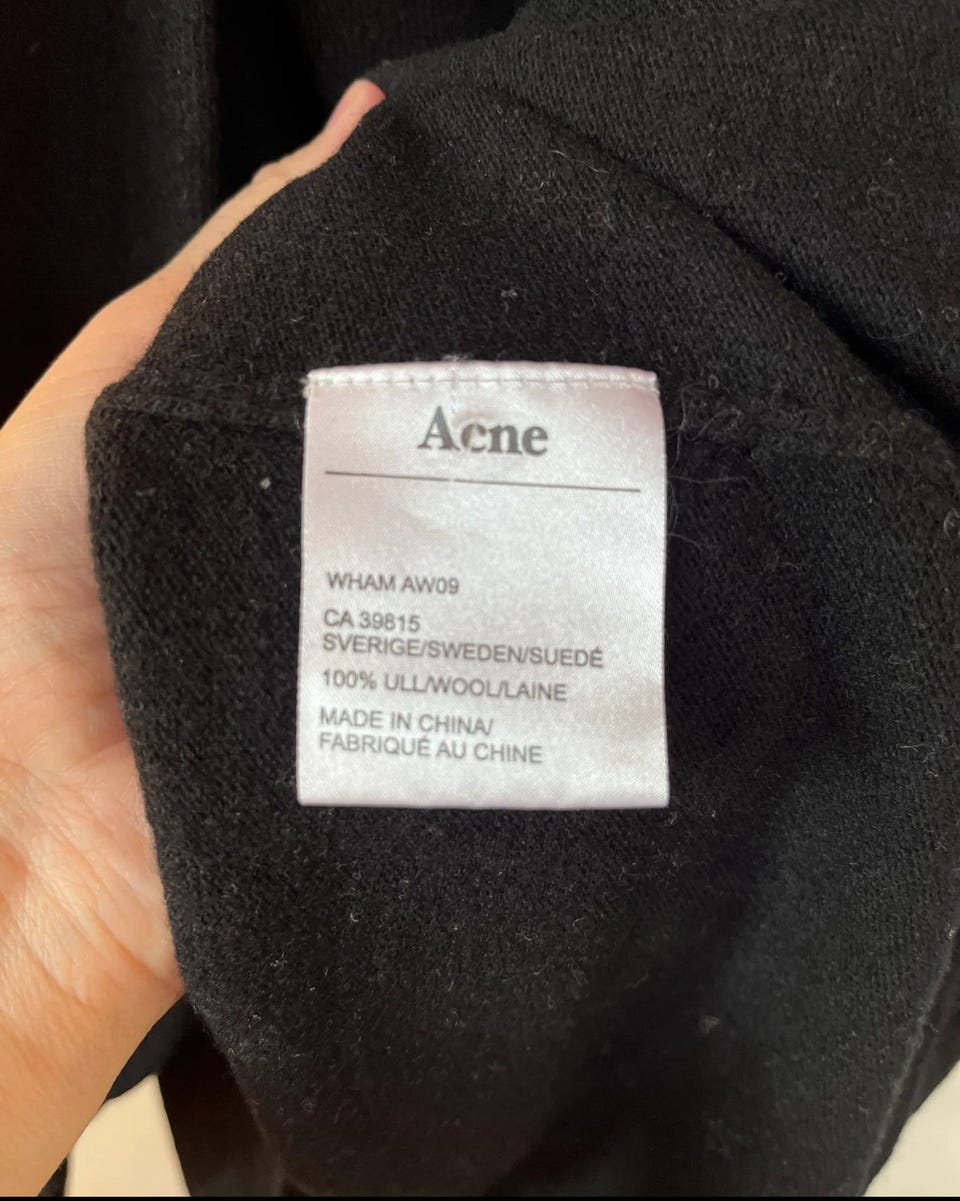 Acne
WHAM AW09
CA 39815
SVERIGE/SWEDEN/SUEDÉ
100% ULL/WOOL/LAINE
MADE IN CHINA/
FABRIQUÉ AU CHINE